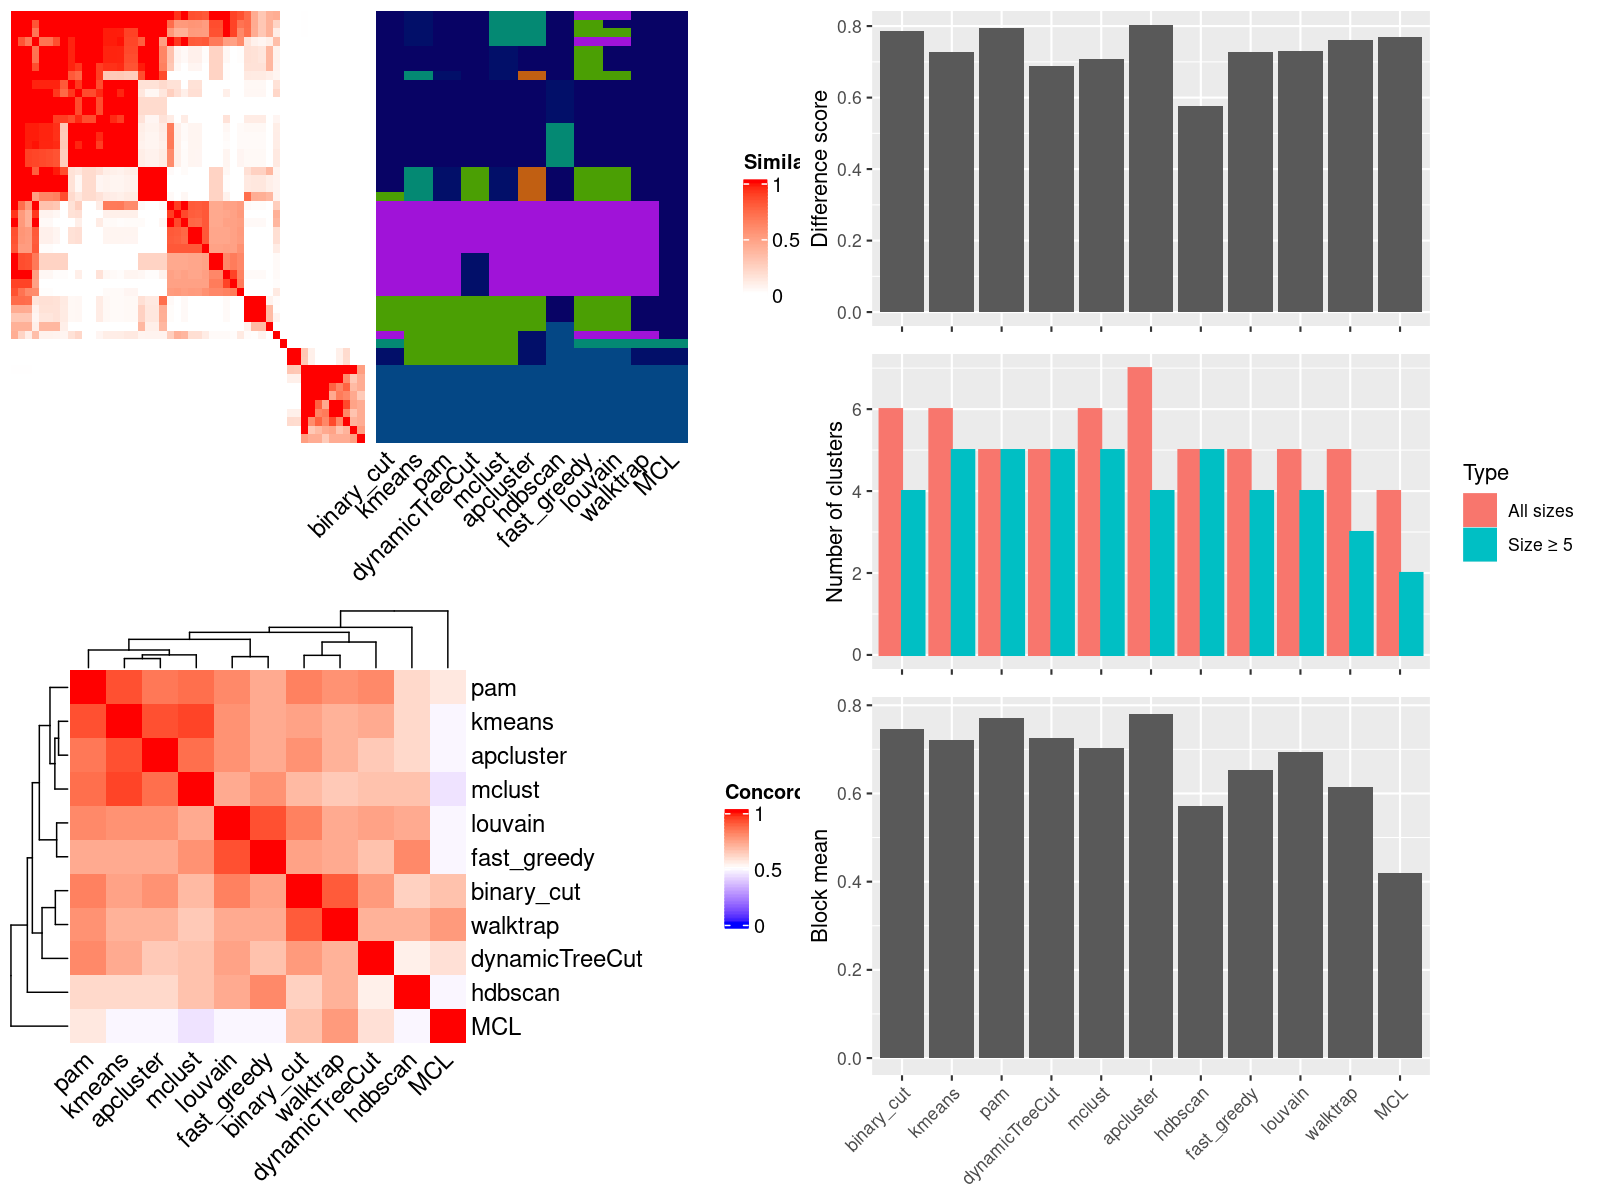 Simila
1
0.5
0
binary_cut
kmeans
pam
dynamicTreeCut
mclust
apcluster
hdbscan
fast_greedy
louvain
walktrap
MCL
pam
kmeans
apcluster
mclust
louvain
fast_greedy
binary_cut
walktrap
dynamicTreeCut
hdbscan
MCL
pam
kmeans
apcluster
mclust
louvain
fast_greedy
binary_cut
walktrap
dynamicTreeCut
hdbscan
MCL
Concord
1
0.5
0
Difference score
0.8
0.6
0.4
0.2
0.0
Number of clusters
6
4
2
0
Type
All sizes
Size ≥ 5
Block mean
0.8
0.6
0.4
0.2
0.0
binary_cut
kmeans
pam
dynamicTreeCut
mclust
apcluster
hdbscan
fast_greedy
louvain
walktrap
MCL